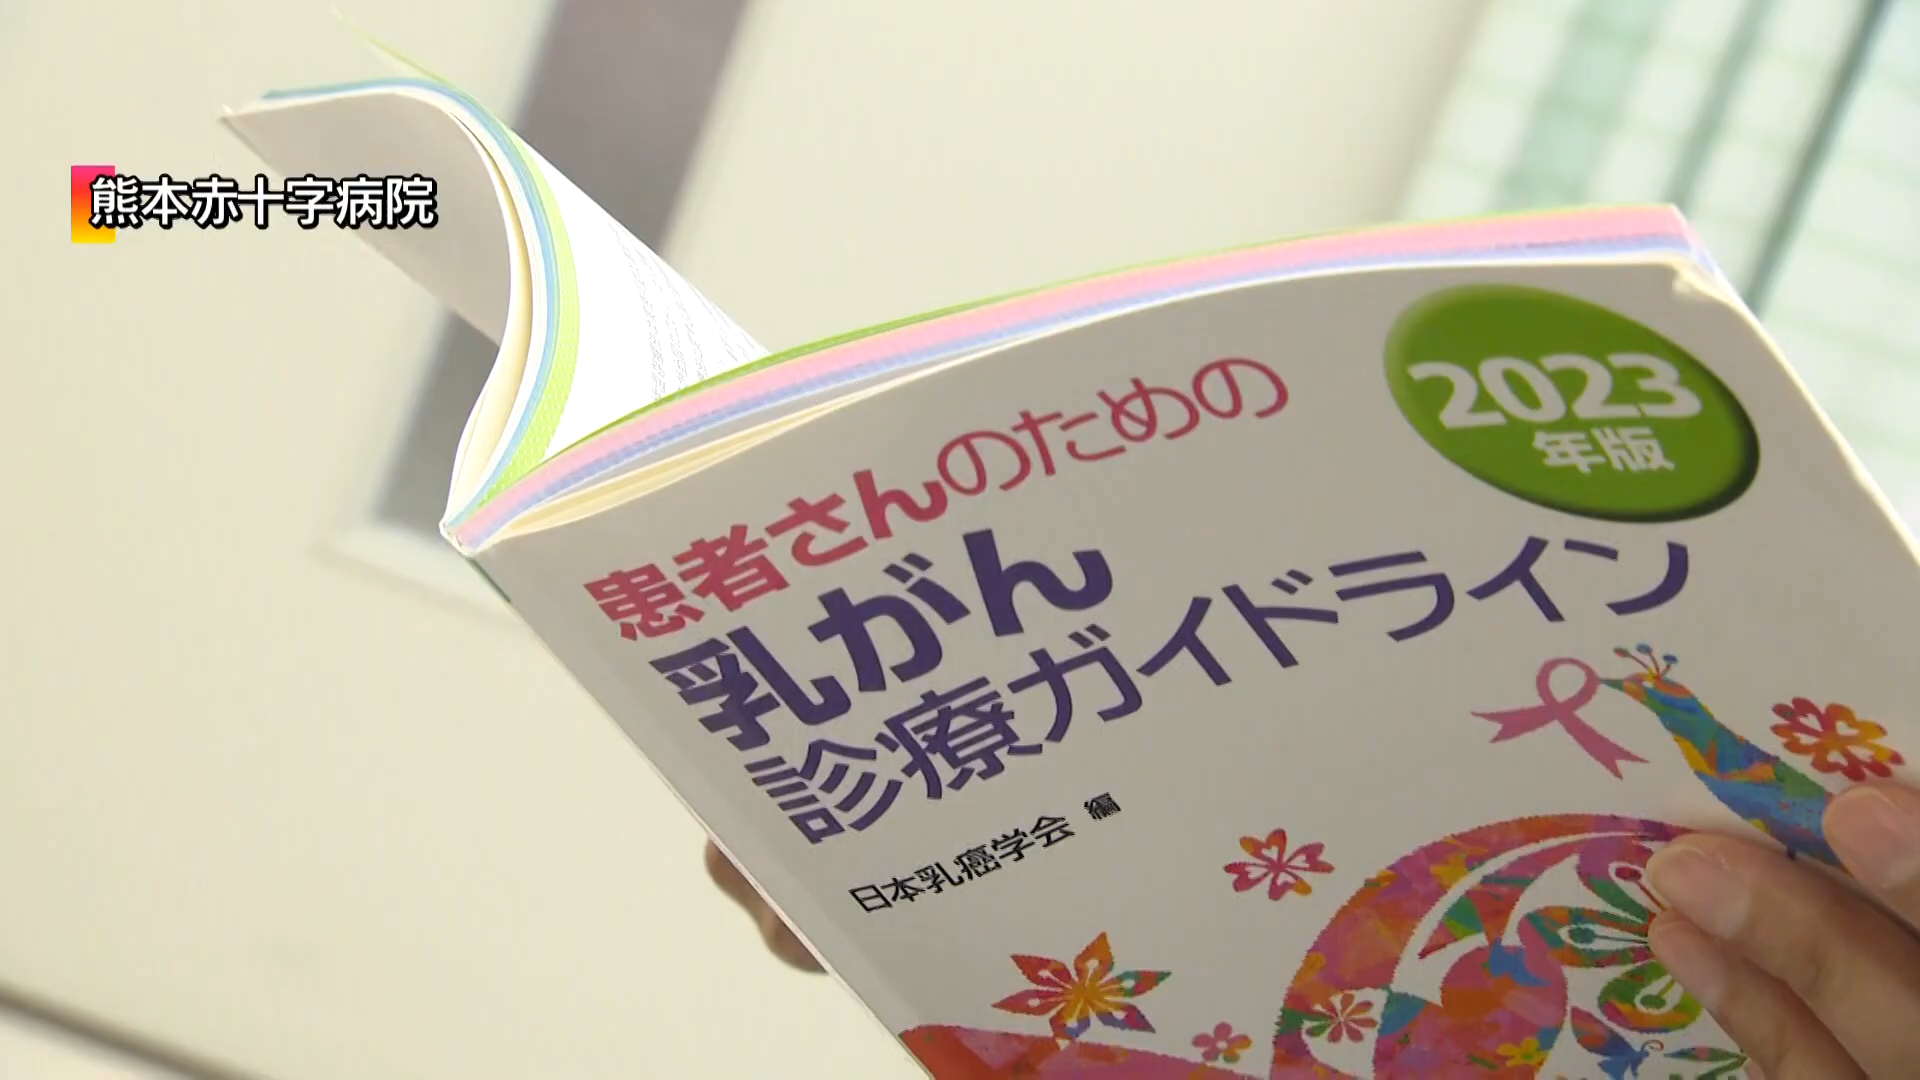 熊本赤十字病院
2023
年版
患者さんのための
乳がん
診療ガイドライン
日本乳癌学会 編